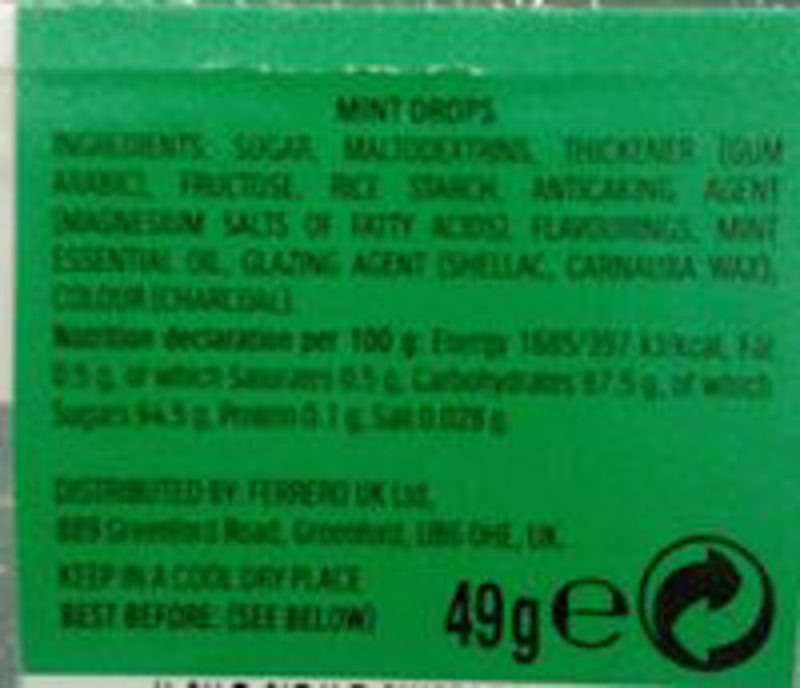 MINT DROPS
INGREDIENTS: SUGAR, MALTODEXTRINS, THICKENER (GUM
ARABIC), FRUCTOSE, RICE STARCH, ANTICAKING AGENT
(MAGNESIUM SALTS OF FATTY ACIDS), FLAVOURINGS, MINT
ESSENTIAL OIL, GLAZING AGENT (SHELLAC, CARNAUBA WAX),
COLOUR (CHARCOAL).
Nutrition declaration per 100 g: Energy 1685/397 kJ/kcal, Fat
0.5 g, of which Saturates 0.5 g, Carbohydrates 97.5 g, of which
Sugars 94.5 g, Protein 0.1 g, Salt 0.028 g.
DISTRIBUTED BY: FERRERO UK Ltd,
889 Greenford Road, Greenford, UB6 0HE, UK.
KEEP IN A COOL DRY PLACE
BEST BEFORE: (SEE BELOW)
49 g e